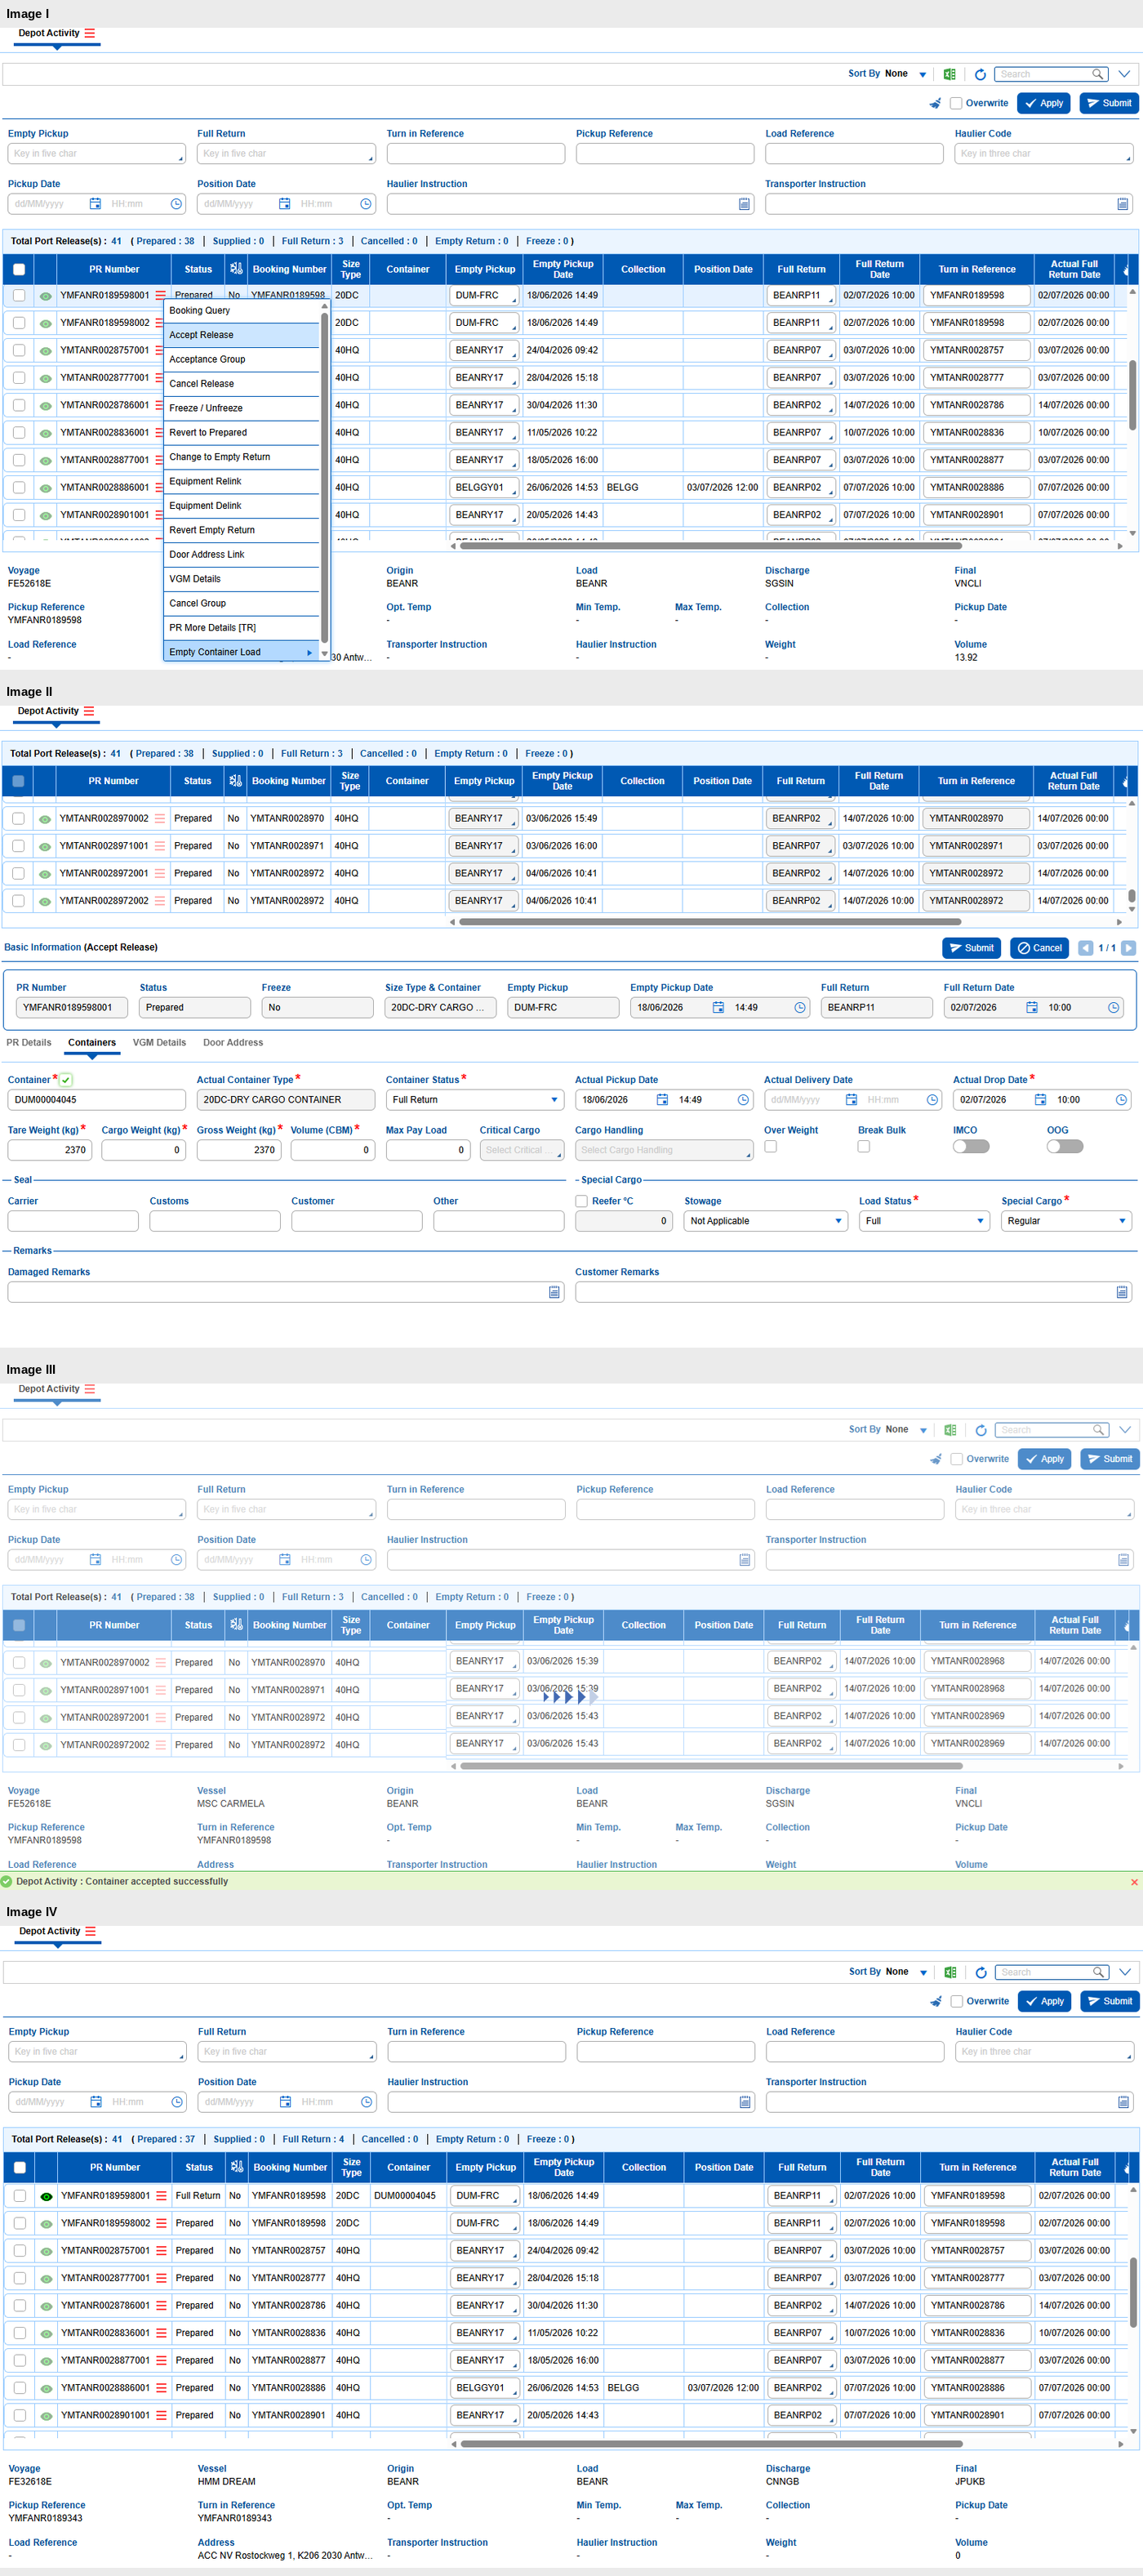 Image I
Depot Activity
Sort By None Search
Overwrite Apply Submit
Empty Pickup Full Return Turn in Reference Pickup Reference Load Reference Haulier Code
Key in five char Key in five char Key in three char
Pickup Date Position Date Haulier Instruction Transporter Instruction
dd/MM/yyyy HH:mm dd/MM/yyyy HH:mm
Total Port Release(s) : 41 ( Prepared : 38 | Supplied : 0 | Full Return : 3 | Cancelled : 0 | Empty Return : 0 | Freeze : 0 )
PR Number Status Booking Number Size Type Container Empty Pickup Empty Pickup Date Collection Position Date Full Return Full Return Date Turn in Reference Actual Full Return Date
YMFANR0189598001 Prepared No YMFANR0189598 20DC DUM-FRC 18/06/2026 14:49 BEANRP11 02/07/2026 10:00 YMFANR0189598 02/07/2026 00:00
YMFANR0189598002 20DC DUM-FRC 18/06/2026 14:49 BEANRP11 02/07/2026 10:00 YMFANR0189598 02/07/2026 00:00
YMTANR0028757001 40HQ BEANRY17 24/04/2026 09:42 BEANRP07 03/07/2026 10:00 YMTANR0028757 03/07/2026 00:00
YMTANR0028777001 40HQ BEANRY17 28/04/2026 15:18 BEANRP07 03/07/2026 10:00 YMTANR0028777 03/07/2026 00:00
YMTANR0028786001 40HQ BEANRY17 30/04/2026 11:30 BEANRP02 14/07/2026 10:00 YMTANR0028786 14/07/2026 00:00
YMTANR0028836001 40HQ BEANRY17 11/05/2026 10:22 BEANRP07 10/07/2026 10:00 YMTANR0028836 10/07/2026 00:00
YMTANR0028877001 40HQ BEANRY17 18/05/2026 16:00 BEANRP07 03/07/2026 10:00 YMTANR0028877 03/07/2026 00:00
YMTANR0028886001 40HQ BELGGY01 26/06/2026 14:53 BELGG 03/07/2026 12:00 BEANRP02 07/07/2026 10:00 YMTANR0028886 07/07/2026 00:00
YMTANR0028901001 40HQ BEANRY17 20/05/2026 14:43 BEANRP02 07/07/2026 10:00 YMTANR0028901 07/07/2026 00:00
Booking Query
Accept Release
Acceptance Group
Cancel Release
Freeze / Unfreeze
Revert to Prepared
Change to Empty Return
Equipment Relink
Equipment Delink
Revert Empty Return
Door Address Link
VGM Details
Cancel Group
PR More Details [TR]
Empty Container Load
Voyage Origin Load Discharge Final
FE52618E BEANR BEANR SGSIN VNCLI
Pickup Reference Opt. Temp Min Temp. Max Temp. Collection Pickup Date
YMFANR0189598 - - - - -
Load Reference Transporter Instruction Haulier Instruction Weight Volume
- 30 Antw... - - - 13.92
Image II
Depot Activity
Total Port Release(s) : 41 ( Prepared : 38 | Supplied : 0 | Full Return : 3 | Cancelled : 0 | Empty Return : 0 | Freeze : 0 )
PR Number Status Booking Number Size Type Container Empty Pickup Empty Pickup Date Collection Position Date Full Return Full Return Date Turn in Reference Actual Full Return Date
YMTANR0028970002 Prepared No YMTANR0028970 40HQ BEANRY17 03/06/2026 15:49 BEANRP02 14/07/2026 10:00 YMTANR0028970 14/07/2026 00:00
YMTANR0028971001 Prepared No YMTANR0028971 40HQ BEANRY17 03/06/2026 16:00 BEANRP07 03/07/2026 10:00 YMTANR0028971 03/07/2026 00:00
YMTANR0028972001 Prepared No YMTANR0028972 40HQ BEANRY17 04/06/2026 10:41 BEANRP02 14/07/2026 10:00 YMTANR0028972 14/07/2026 00:00
YMTANR0028972002 Prepared No YMTANR0028972 40HQ BEANRY17 04/06/2026 10:41 BEANRP02 14/07/2026 10:00 YMTANR0028972 14/07/2026 00:00
Basic Information (Accept Release) Submit Cancel 1 / 1
PR Number Status Freeze Size Type & Container Empty Pickup Empty Pickup Date Full Return Full Return Date
YMFANR0189598001 Prepared No 20DC-DRY CARGO ... DUM-FRC 18/06/2026 14:49 BEANRP11 02/07/2026 10:00
PR Details Containers VGM Details Door Address
Container * Actual Container Type * Container Status * Actual Pickup Date Actual Delivery Date Actual Drop Date *
DUM00004045 20DC-DRY CARGO CONTAINER Full Return 18/06/2026 14:49 dd/MM/yyyy HH:mm 02/07/2026 10:00
Tare Weight (kg) * Cargo Weight (kg) * Gross Weight (kg) * Volume (CBM) * Max Pay Load Critical Cargo Cargo Handling Over Weight Break Bulk IMCO OOG
2370 0 2370 0 0 Select Critical ... Select Cargo Handling
Seal Special Cargo
Carrier Customs Customer Other Reefer °C Stowage Load Status * Special Cargo *
0 Not Applicable Full Regular
Remarks
Damaged Remarks Customer Remarks
Image III
Depot Activity
Sort By None Search
Overwrite Apply Submit
Empty Pickup Full Return Turn in Reference Pickup Reference Load Reference Haulier Code
Key in five char Key in five char Key in three char
Pickup Date Position Date Haulier Instruction Transporter Instruction
dd/MM/yyyy HH:mm dd/MM/yyyy HH:mm
Total Port Release(s) : 41 ( Prepared : 38 | Supplied : 0 | Full Return : 3 | Cancelled : 0 | Empty Return : 0 | Freeze : 0 )
PR Number Status Booking Number Size Type Container Empty Pickup Empty Pickup Date Collection Position Date Full Return Full Return Date Turn in Reference Actual Full Return Date
YMTANR0028970002 Prepared No YMTANR0028970 40HQ BEANRY17 03/06/2026 15:39 BEANRP02 14/07/2026 10:00 YMTANR0028968 14/07/2026 00:00
YMTANR0028971001 Prepared No YMTANR0028971 40HQ BEANRY17 03/06/2026 15:39 BEANRP02 14/07/2026 10:00 YMTANR0028968 14/07/2026 00:00
YMTANR0028972001 Prepared No YMTANR0028972 40HQ BEANRY17 03/06/2026 15:43 BEANRP02 14/07/2026 10:00 YMTANR0028969 14/07/2026 00:00
YMTANR0028972002 Prepared No YMTANR0028972 40HQ BEANRY17 03/06/2026 15:43 BEANRP02 14/07/2026 10:00 YMTANR0028969 14/07/2026 00:00
Voyage Vessel Origin Load Discharge Final
FE52618E MSC CARMELA BEANR BEANR SGSIN VNCLI
Pickup Reference Turn in Reference Opt. Temp Min Temp. Max Temp. Collection Pickup Date
YMFANR0189598 YMFANR0189598 - - - - -
Load Reference Address Transporter Instruction Haulier Instruction Weight Volume
Depot Activity : Container accepted successfully
Image IV
Depot Activity
Sort By None Search
Overwrite Apply Submit
Empty Pickup Full Return Turn in Reference Pickup Reference Load Reference Haulier Code
Key in five char Key in five char Key in three char
Pickup Date Position Date Haulier Instruction Transporter Instruction
dd/MM/yyyy HH:mm dd/MM/yyyy HH:mm
Total Port Release(s) : 41 ( Prepared : 37 | Supplied : 0 | Full Return : 4 | Cancelled : 0 | Empty Return : 0 | Freeze : 0 )
PR Number Status Booking Number Size Type Container Empty Pickup Empty Pickup Date Collection Position Date Full Return Full Return Date Turn in Reference Actual Full Return Date
YMFANR0189598001 Full Return No YMFANR0189598 20DC DUM00004045 DUM-FRC 18/06/2026 14:49 BEANRP11 02/07/2026 10:00 YMFANR0189598 02/07/2026 00:00
YMFANR0189598002 Prepared No YMFANR0189598 20DC DUM-FRC 18/06/2026 14:49 BEANRP11 02/07/2026 10:00 YMFANR0189598 02/07/2026 00:00
YMTANR0028757001 Prepared No YMTANR0028757 40HQ BEANRY17 24/04/2026 09:42 BEANRP07 03/07/2026 10:00 YMTANR0028757 03/07/2026 00:00
YMTANR0028777001 Prepared No YMTANR0028777 40HQ BEANRY17 28/04/2026 15:18 BEANRP07 03/07/2026 10:00 YMTANR0028777 03/07/2026 00:00
YMTANR0028786001 Prepared No YMTANR0028786 40HQ BEANRY17 30/04/2026 11:30 BEANRP02 14/07/2026 10:00 YMTANR0028786 14/07/2026 00:00
YMTANR0028836001 Prepared No YMTANR0028836 40HQ BEANRY17 11/05/2026 10:22 BEANRP07 10/07/2026 10:00 YMTANR0028836 10/07/2026 00:00
YMTANR0028877001 Prepared No YMTANR0028877 40HQ BEANRY17 18/05/2026 16:00 BEANRP07 03/07/2026 10:00 YMTANR0028877 03/07/2026 00:00
YMTANR0028886001 Prepared No YMTANR0028886 40HQ BELGGY01 26/06/2026 14:53 BELGG 03/07/2026 12:00 BEANRP02 07/07/2026 10:00 YMTANR0028886 07/07/2026 00:00
YMTANR0028901001 Prepared No YMTANR0028901 40HQ BEANRY17 20/05/2026 14:43 BEANRP02 07/07/2026 10:00 YMTANR0028901 07/07/2026 00:00
Voyage Vessel Origin Load Discharge Final
FE32618E HMM DREAM BEANR BEANR CNNGB JPUKB
Pickup Reference Turn in Reference Opt. Temp Min Temp. Max Temp. Collection Pickup Date
YMFANR0189343 YMFANR0189343 - - - - -
Load Reference Address Transporter Instruction Haulier Instruction Weight Volume
- ACC NV Rostockweg 1, K206 2030 Antw... - - - 0